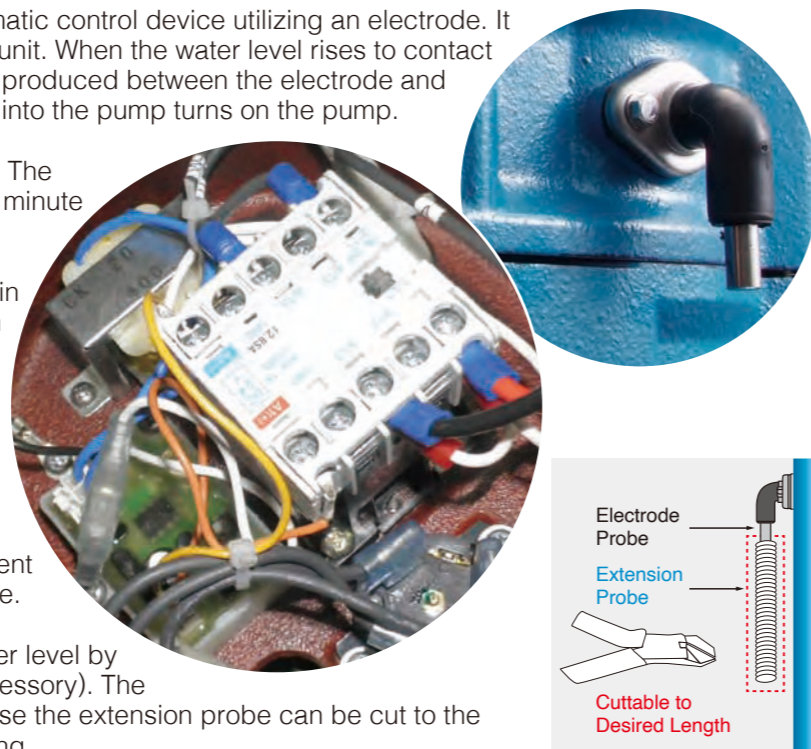 matic control device utilizing an electrode. It
unit. When the water level rises to contact
produced between the electrode and
into the pump turns on the pump.
The
minute
in
ent
e.
er level by
essory). The
se the extension probe can be cut to the
Electrode
Probe
Extension
Probe
Cuttable to
Desired Length